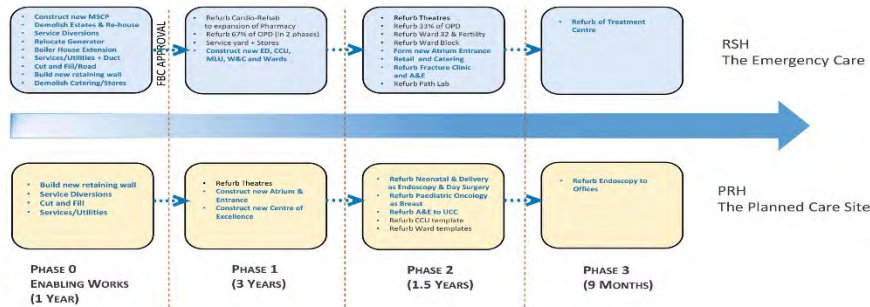 Construct new MSCP
Demolish Estates & Re-house
Service Diversions
Relocate Generator
Boiler House Extension
Services/Utilities + Duct
Cut and Fill/Road
Build new retaining wall
Demolish Catering/Stores
FBC APPROVAL
Refurb Cardio-Rehab
to expansion of Pharmacy
Refurb 67% of OPD (in 2 phases)
Service yard + Stores
Construct new ED, CCU,
MLU, W&C and Wards
Refurb Theatres
Refurb 33% of OPD
Refurb Ward 32 & Fertility
Refurb Ward Block
Form new Atrium Entrance
Retail and Catering
Refurb Fracture Clinic
and A&E
Refurb Path Lab
Refurb of Treatment
Centre
RSH
The Emergency Care
Build new retaining wall
Service Diversions
Cut and Fill
Services/Utilities
Refurb Theatres
Construct new Atrium &
Entrance
Construct new Centre of
Excellence
Refurb Neonatal & Delivery
as Endoscopy & Day Surgery
Refurb Paediatric Oncology
as Breast
Refurb A&E to UCC
Refurb CCU template
Refurb Ward templates
Refurb Endoscopy to
Offices
PRH
The Planned Care Site
PHASE 0
ENABLING WORKS
(1 YEAR)
PHASE 1
(3 YEARS)
PHASE 2
(1.5 YEARS)
PHASE 3
(9 MONTHS)